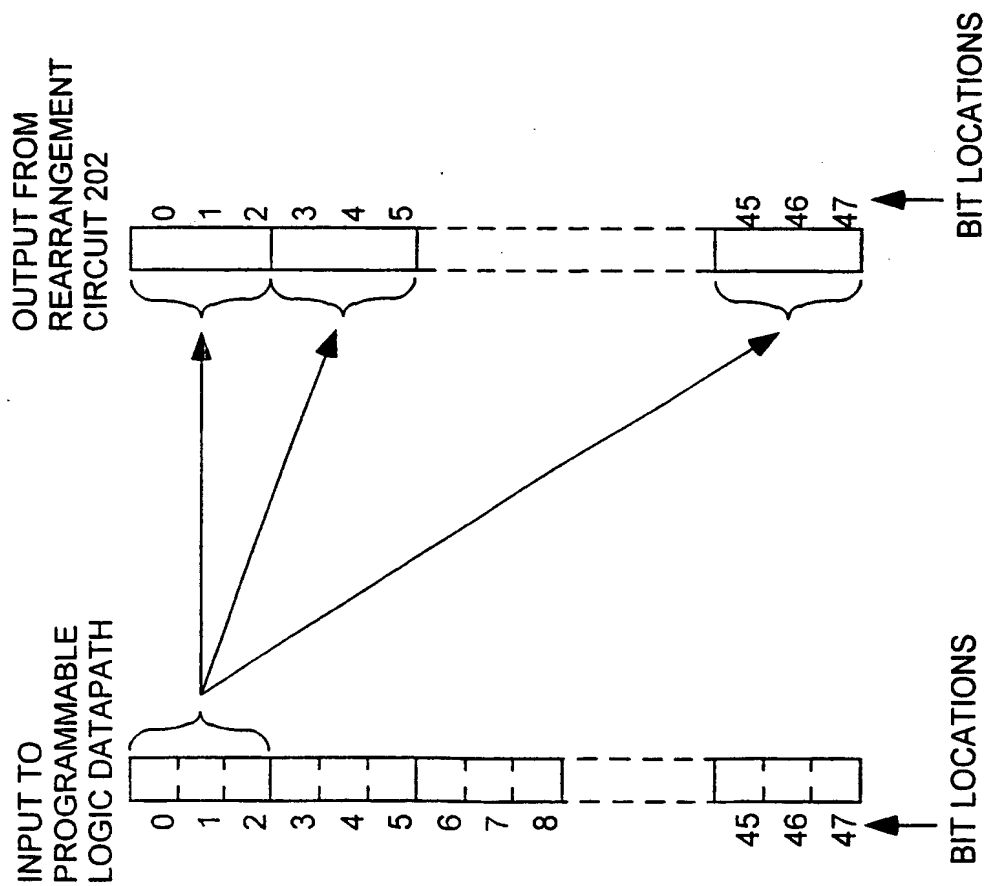 INPUT TO
PROGRAMMABLE
LOGIC DATAPATH
0
1
2
3
4
5
6
7
8
45
46
47
BIT LOCATIONS
OUTPUT FROM
REARRANGEMENT
CIRCUIT 202
0
1
2
3
4
5
45
46
47
BIT LOCATIONS